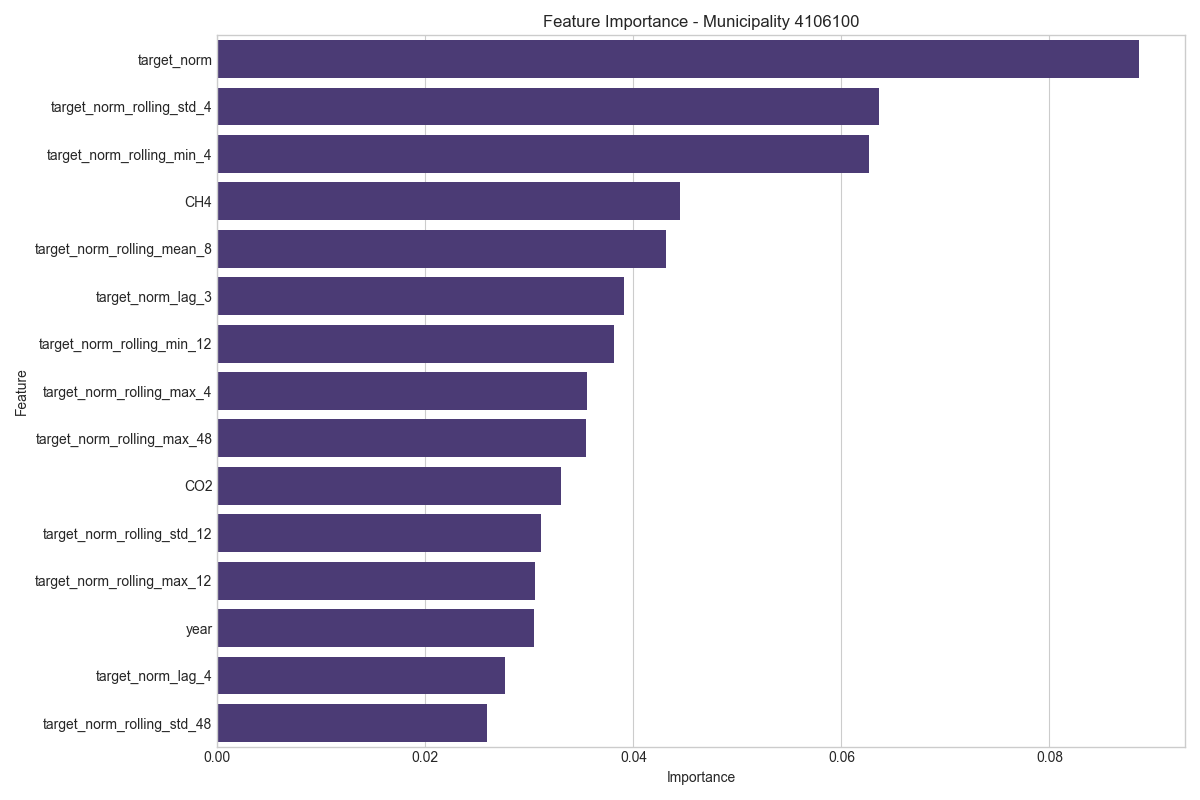 Feature Importance - Municipality 4106100
target_norm
target_norm_rolling_std_4
target_norm_rolling_min_4
CH4
target_norm_rolling_mean_8
target_norm_lag_3
target_norm_rolling_min_12
target_norm_rolling_max_4
target_norm_rolling_max_48
CO2
target_norm_rolling_std_12
target_norm_rolling_max_12
year
target_norm_lag_4
target_norm_rolling_std_48
Feature
0.00 0.02 0.04 0.06 0.08
Importance